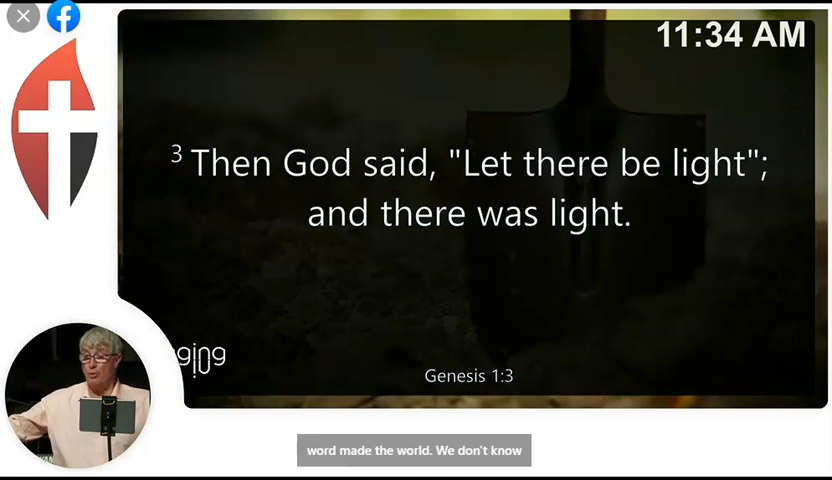 11:34 AM
3 Then God said, "Let there be light";
and there was light.
Genesis 1:3
word made the world. We don't know